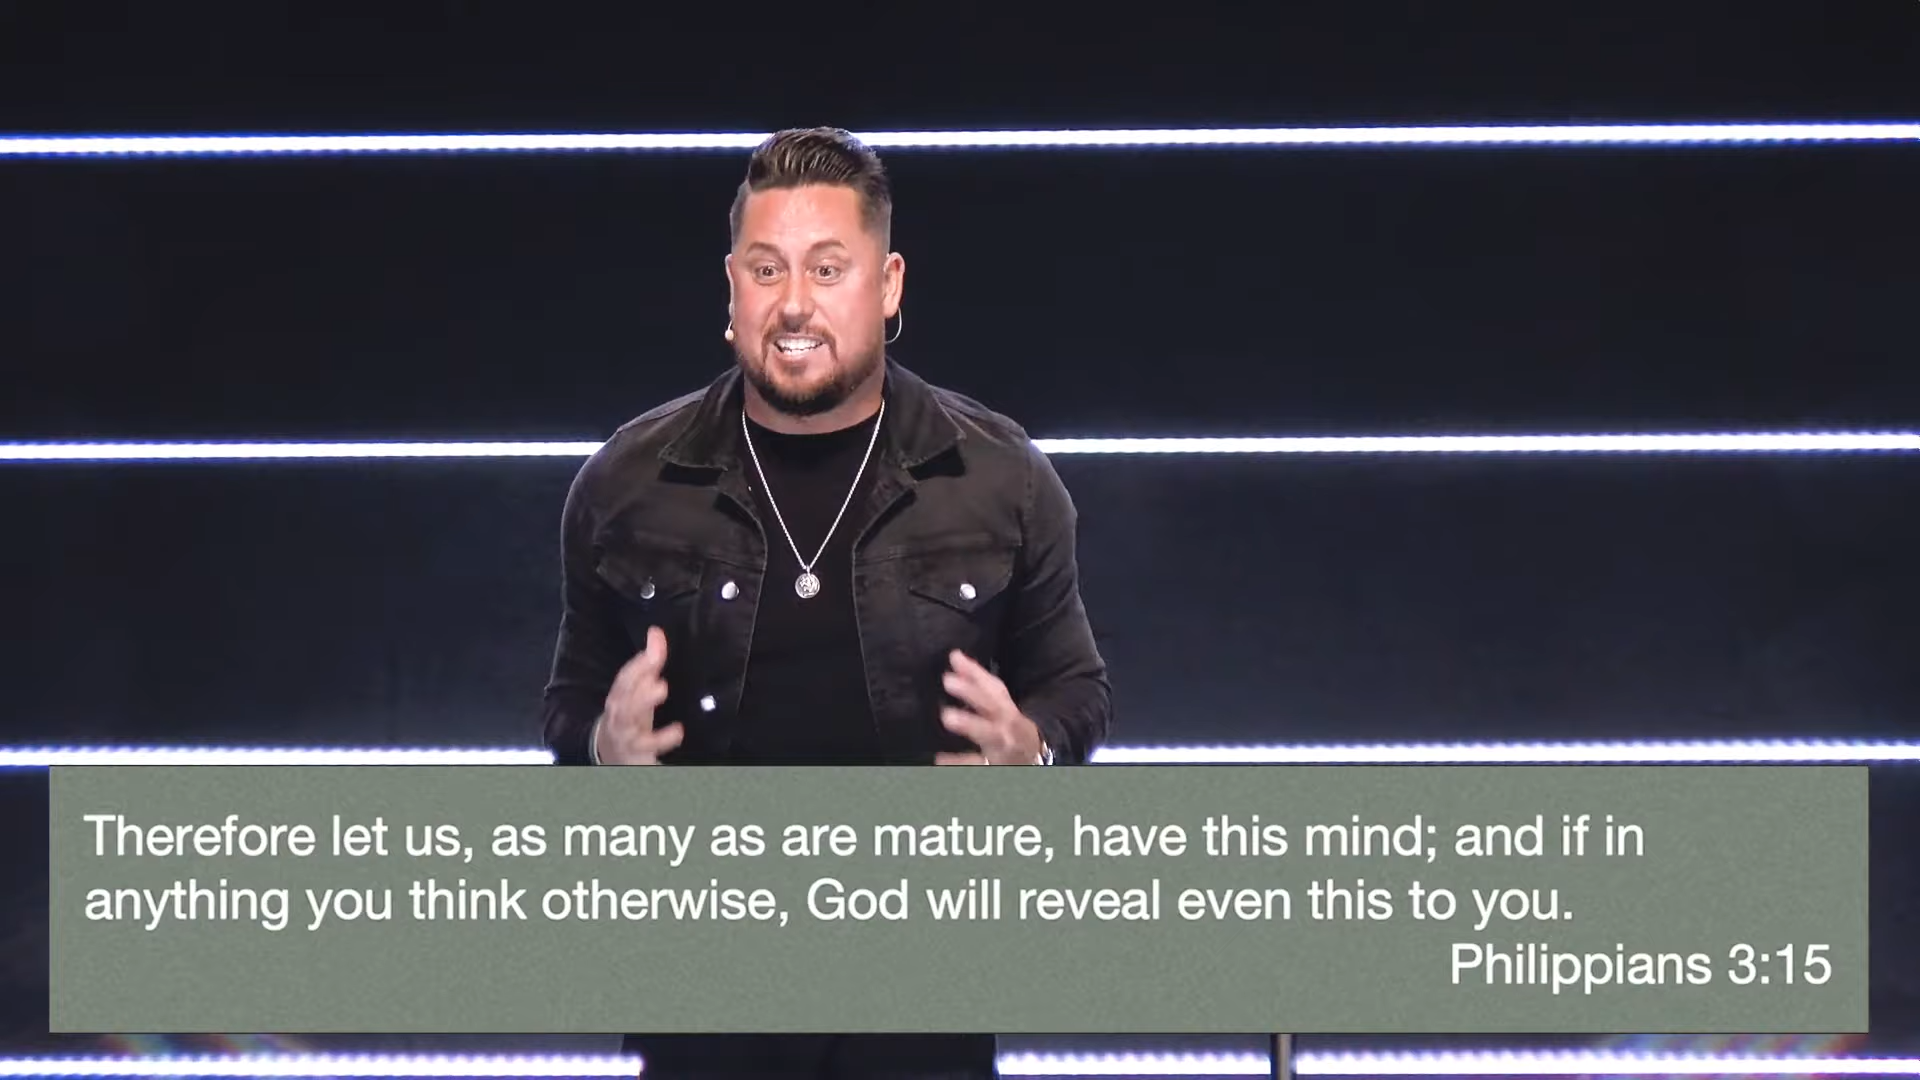 Therefore let us, as many as are mature, have this mind; and if in
anything you think otherwise, God will reveal even this to you.
Philippians 3:15